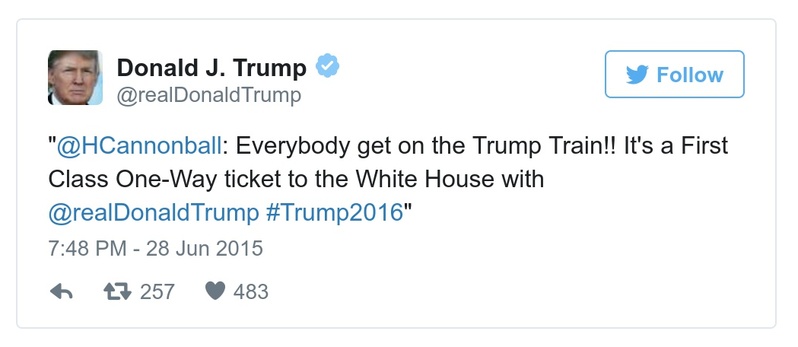 Donald J. Trump
Follow
@realDonaldTrump
"@HCannonball: Everybody get on the Trump Train!! It's a First
Class One-Way ticket to the White House with
@realDonaldTrump #Trump2016"
7:48 PM - 28 Jun 2015
257 483